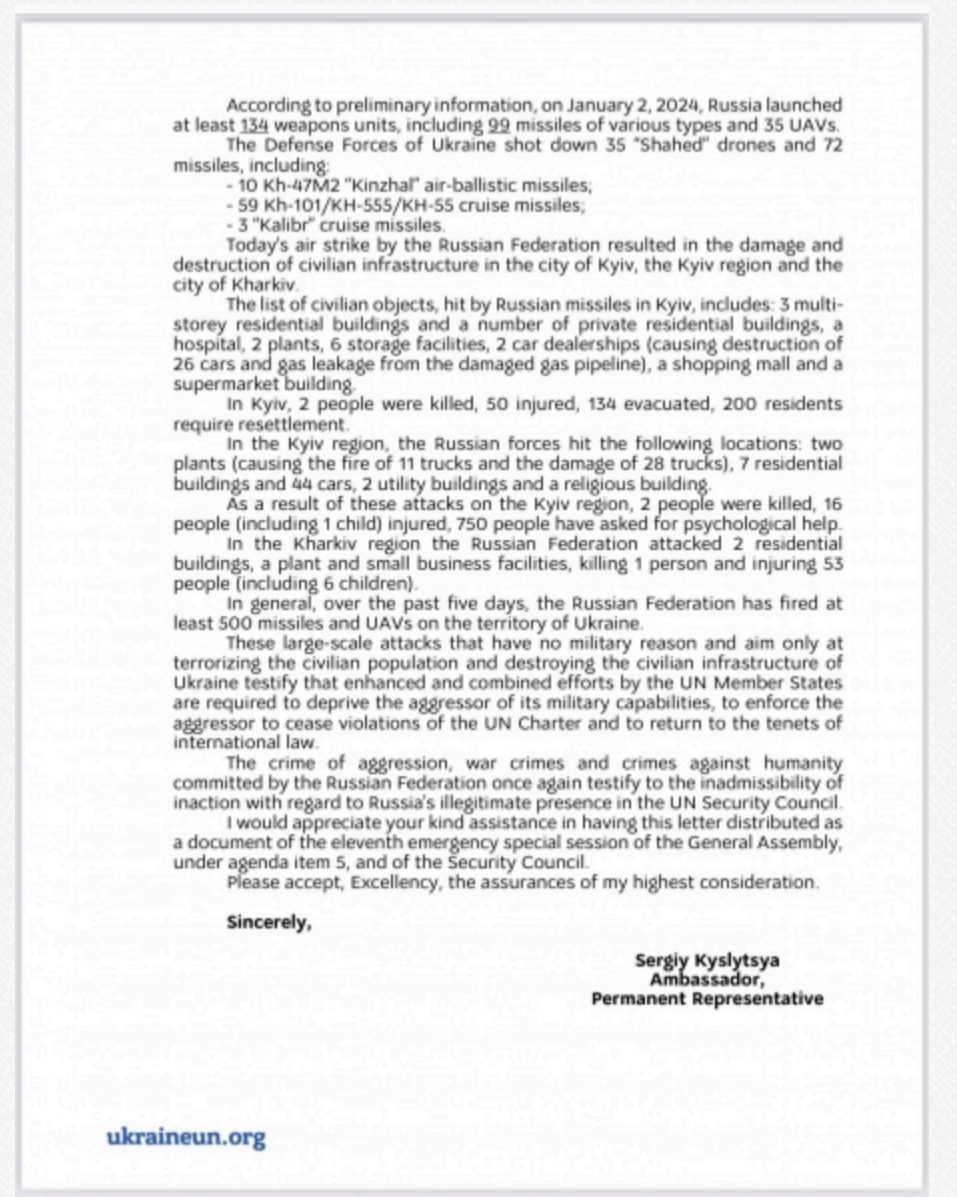 According to preliminary information, on January 2, 2024, Russia launched
at least 134 weapons units, including 99 missiles of various types and 35 UAVs.
The Defense Forces of Ukraine shot down 35 "Shahed" drones and 72
missiles, including:
- 10 Kh-47M2 "Kinzhal" air-ballistic missiles;
- 59 Kh-101/KH-555/KH-55 cruise missiles;
- 3 "Kalibr" cruise missiles.
Today's air strike by the Russian Federation resulted in the damage and
destruction of civilian infrastructure in the city of Kyiv, the Kyiv region and the
city of Kharkiv.
The list of civilian objects, hit by Russian missiles in Kyiv, includes: 3 multi-
storey residential buildings and a number of private residential buildings, a
hospital, 2 plants, 6 storage facilities, 2 car dealerships (causing destruction of
26 cars and gas leakage from the damaged gas pipeline), a shopping mall and a
supermarket building.
In Kyiv, 2 people were killed, 50 injured, 134 evacuated, 200 residents
require resettlement.
In the Kyiv region, the Russian forces hit the following locations: two
plants (causing the fire of 11 trucks and the damage of 28 trucks), 7 residential
buildings and 44 cars, 2 utility buildings and a religious building.
As a result of these attacks on the Kyiv region, 2 people were killed, 16
people (including 1 child) injured, 750 people have asked for psychological help.
In the Kharkiv region the Russian Federation attacked 2 residential
buildings, a plant and small business facilities, killing 1 person and injuring 53
people (including 6 children).
In general, over the past five days, the Russian Federation has fired at
least 500 missiles and UAVs on the territory of Ukraine.
These large-scale attacks that have no military reason and aim only at
terrorizing the civilian population and destroying the civilian infrastructure of
Ukraine testify that enhanced and combined efforts by the UN Member States
are required to deprive the aggressor of its military capabilities, to enforce the
aggressor to cease violations of the UN Charter and to return to the tenets of
international law.
The crime of aggression, war crimes and crimes against humanity
committed by the Russian Federation once again testify to the inadmissibility of
inaction with regard to Russia's illegitimate presence in the UN Security Council.
I would appreciate your kind assistance in having this letter distributed as
a document of the eleventh emergency special session of the General Assembly,
under agenda item 5, and of the Security Council.
Please accept, Excellency, the assurances of my highest consideration.
Sincerely,
Sergiy Kyslytsya
Ambassador,
Permanent Representative
ukraineun.org